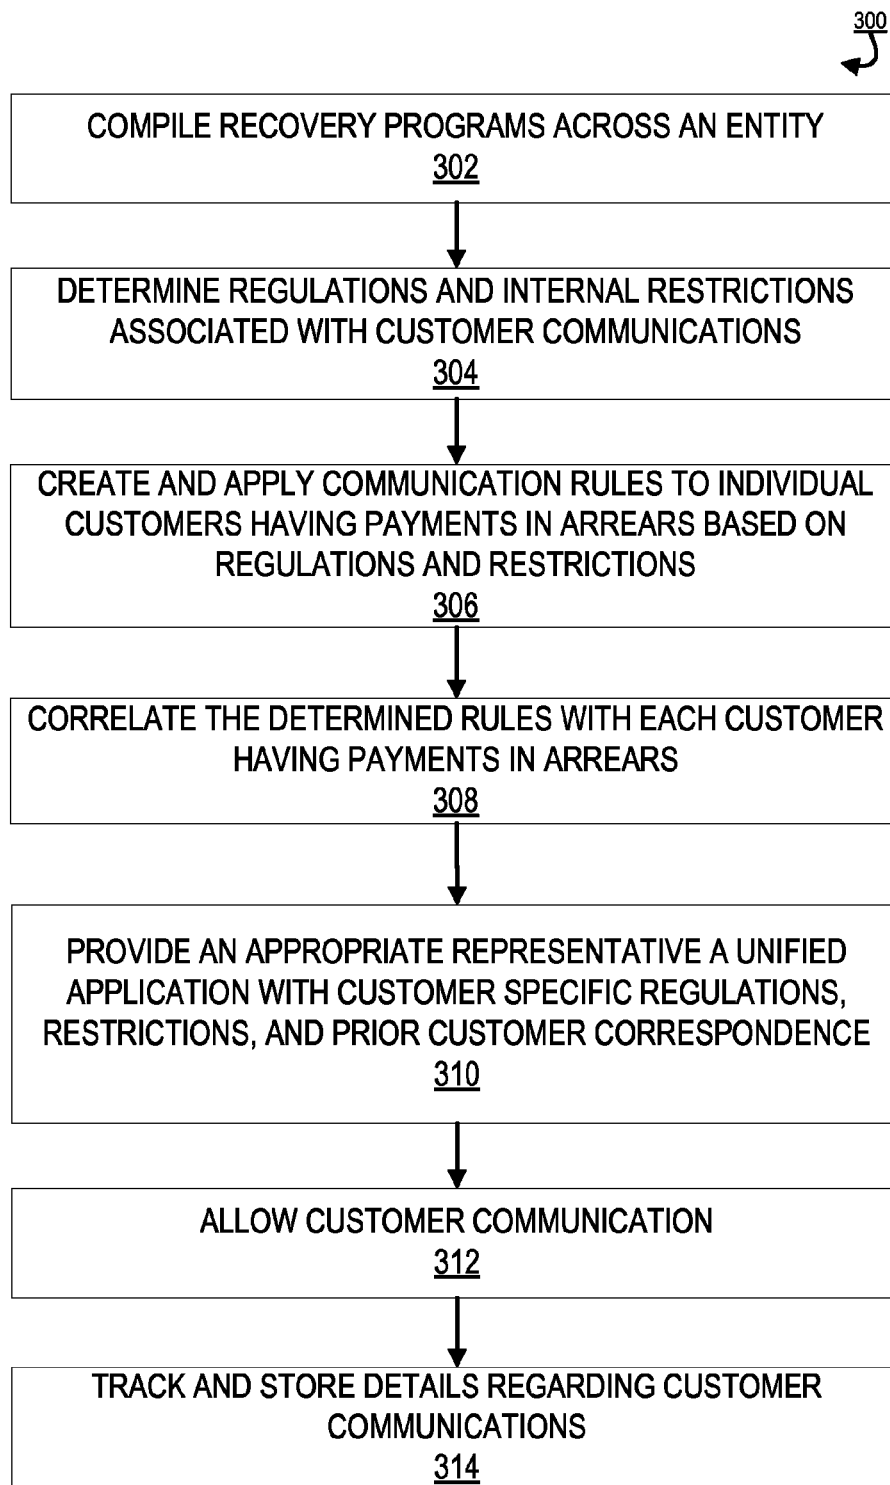 300
COMPILE RECOVERY PROGRAMS ACROSS AN ENTITY
302
DETERMINE REGULATIONS AND INTERNAL RESTRICTIONS
ASSOCIATED WITH CUSTOMER COMMUNICATIONS
304
CREATE AND APPLY COMMUNICATION RULES TO INDIVIDUAL
CUSTOMERS HAVING PAYMENTS IN ARREARS BASED ON
REGULATIONS AND RESTRICTIONS
306
CORRELATE THE DETERMINED RULES WITH EACH CUSTOMER
HAVING PAYMENTS IN ARREARS
308
PROVIDE AN APPROPRIATE REPRESENTATIVE A UNIFIED
APPLICATION WITH CUSTOMER SPECIFIC REGULATIONS,
RESTRICTIONS, AND PRIOR CUSTOMER CORRESPONDENCE
310
ALLOW CUSTOMER COMMUNICATION
312
TRACK AND STORE DETAILS REGARDING CUSTOMER
COMMUNICATIONS
314